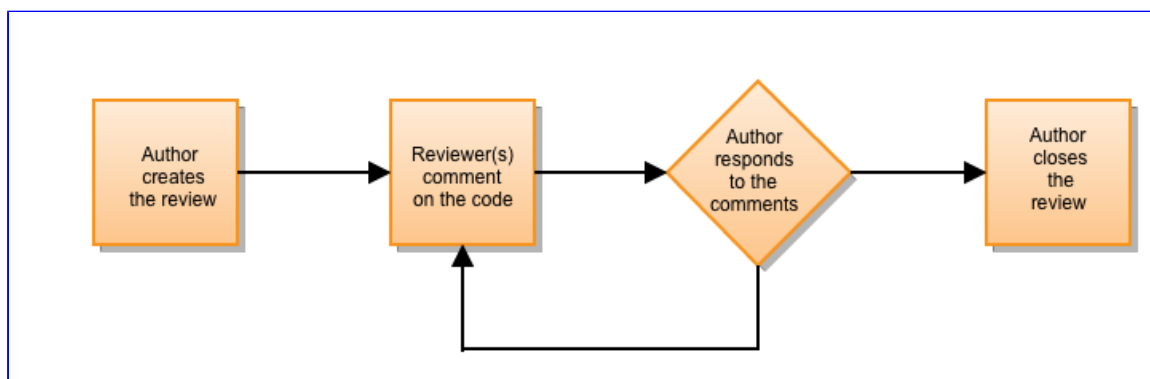 Author
creates
the review
Reviewer(s)
comment
on the code
Author
responds
to the
comments
Author
closes
the
review